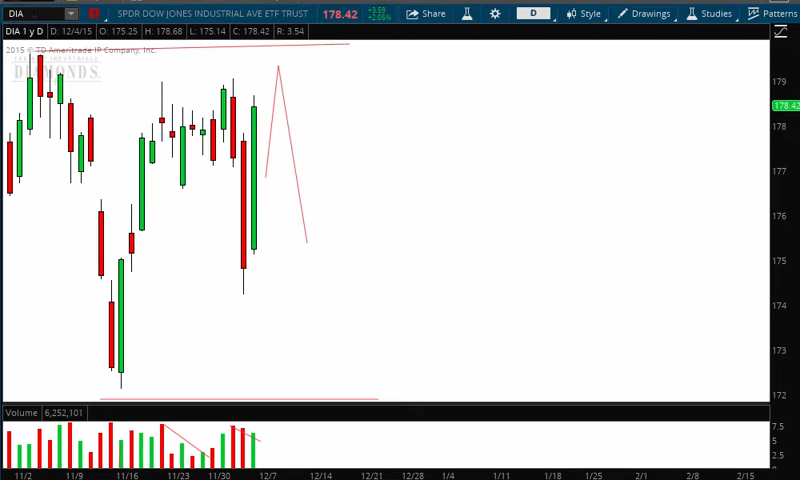 DIA 1 SPDR DOW JONES INDUSTRIAL AVE ETF TRUST 178.42 +3.59 +2.05% Share D Style Drawings Studies Patterns
DIA 1 y D D: 12/4/15 O: 175.25 H: 178.68 L: 175.14 C: 178.42 R: 3.54
2015 © TD Ameritrade IP Company, Inc.
DIAMONDS
179
178.42
178
177
176
175
174
173
172
Volume 6,252,101
7.5
5
2.5
0
11/2 11/9 11/16 11/23 11/30 12/7 12/14 12/21 12/28 1/4 1/11 1/18 1/25 2/1 2/8 2/15